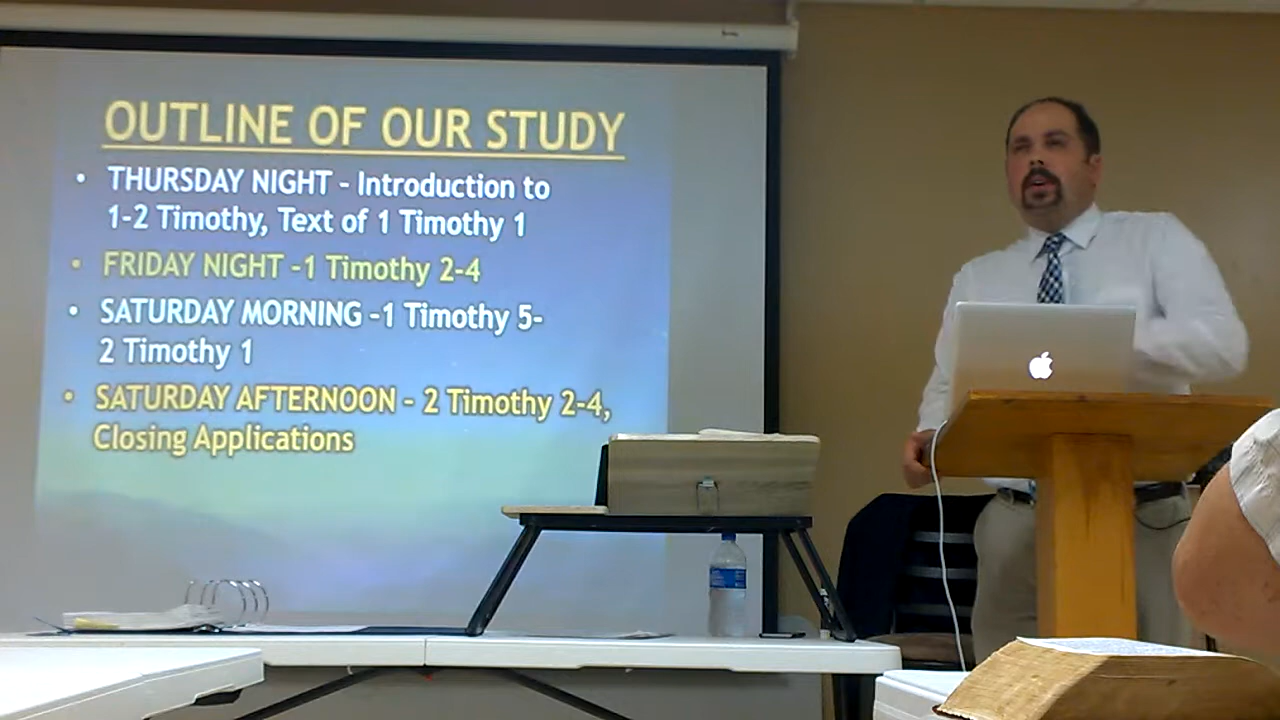 OUTLINE OF OUR STUDY
• THURSDAY NIGHT - Introduction to
1-2 Timothy, Text of 1 Timothy 1
• FRIDAY NIGHT -1 Timothy 2-4
• SATURDAY MORNING -1 Timothy 5-
2 Timothy 1
• SATURDAY AFTERNOON - 2 Timothy 2-4,
Closing Applications